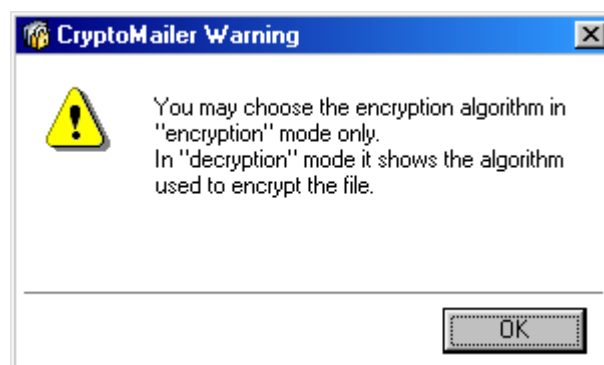 CryptoMailer Warning
You may choose the encryption algorithm in
"encryption" mode only.
In "decryption" mode it shows the algorithm
used to encrypt the file.
OK